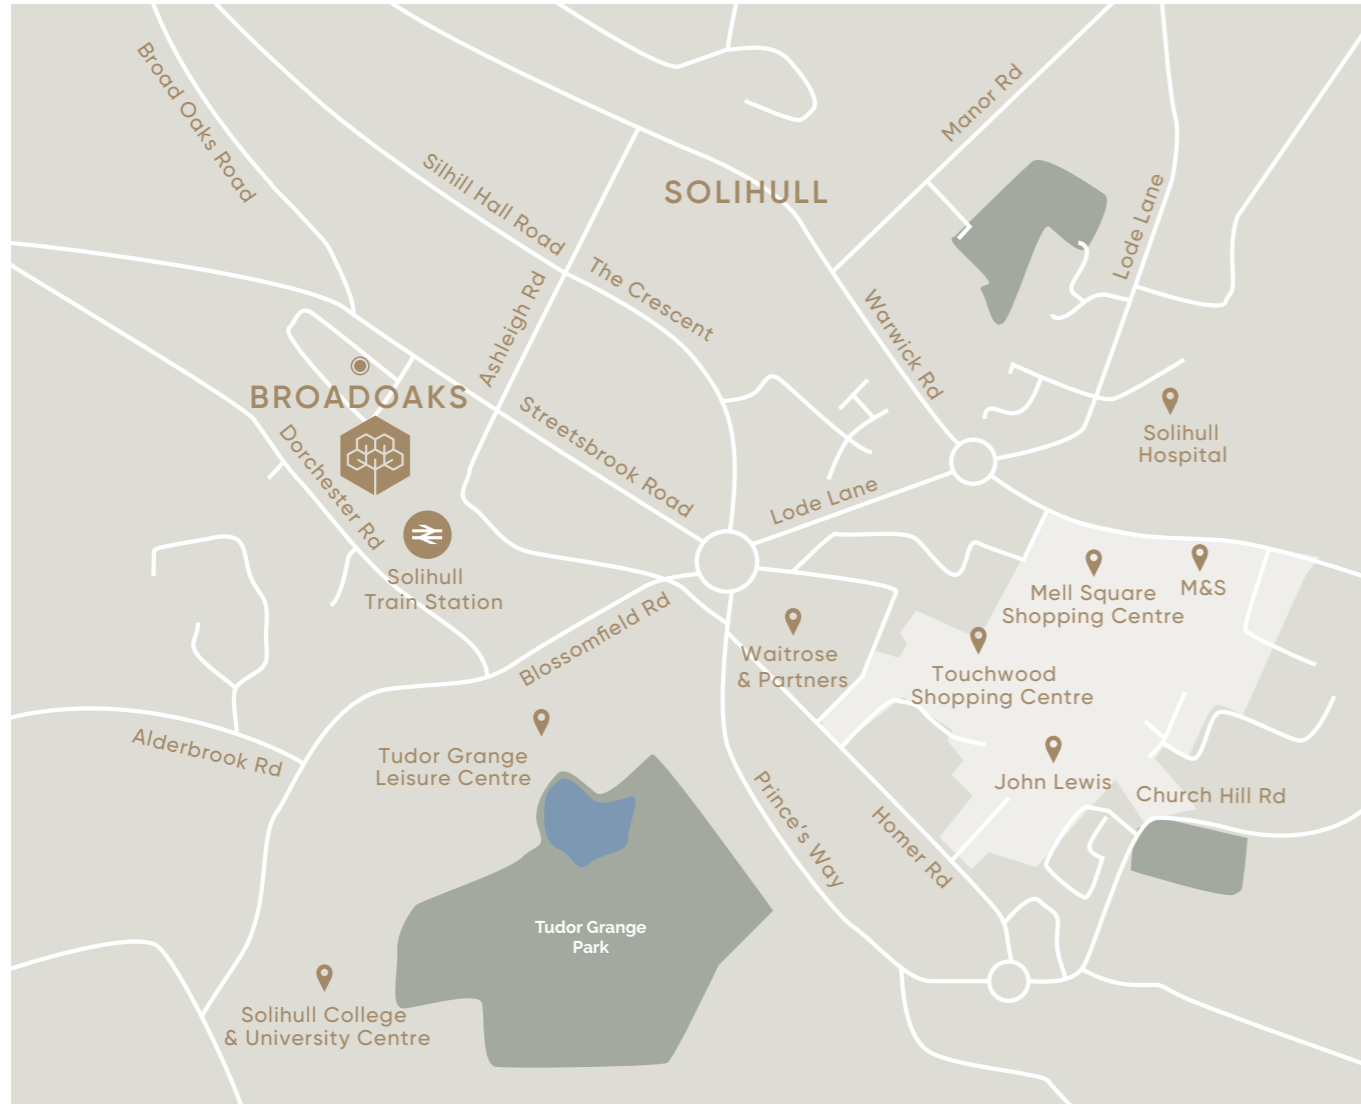 Broad Oaks Road
Manor Rd
Silhill Hall Road
SOLIHULL
Lode Lane
The Crescent
Ashleigh Rd
Warwick Rd
BROADOAKS
Streetsbrook Road
Dorchester Rd
Solihull
Hospital
Lode Lane
Solihull
Train Station
Mell Square
Shopping Centre
M&S
Blossomfield Rd
Waitrose
& Partners
Touchwood
Shopping Centre
Alderbrook Rd
Tudor Grange
Leisure Centre
John Lewis
Church Hill Rd
Prince's Way
Homer Rd
Tudor Grange
Park
Solihull College
& University Centre